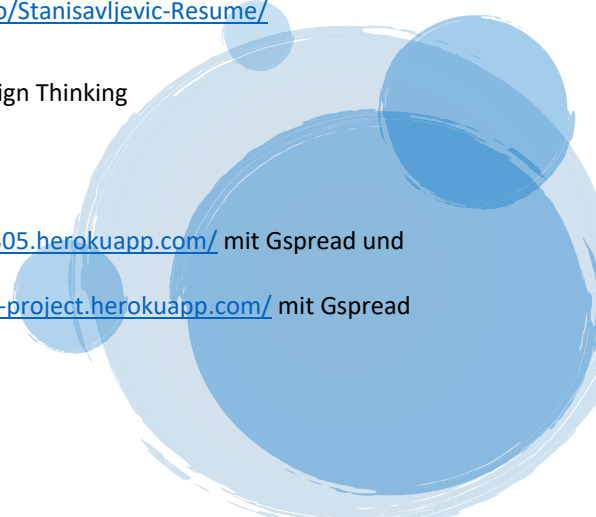 o/Stanisavljevic-Resume/
ign Thinking
05.herokuapp.com/ mit Gspread und
-project.herokuapp.com/ mit Gspread